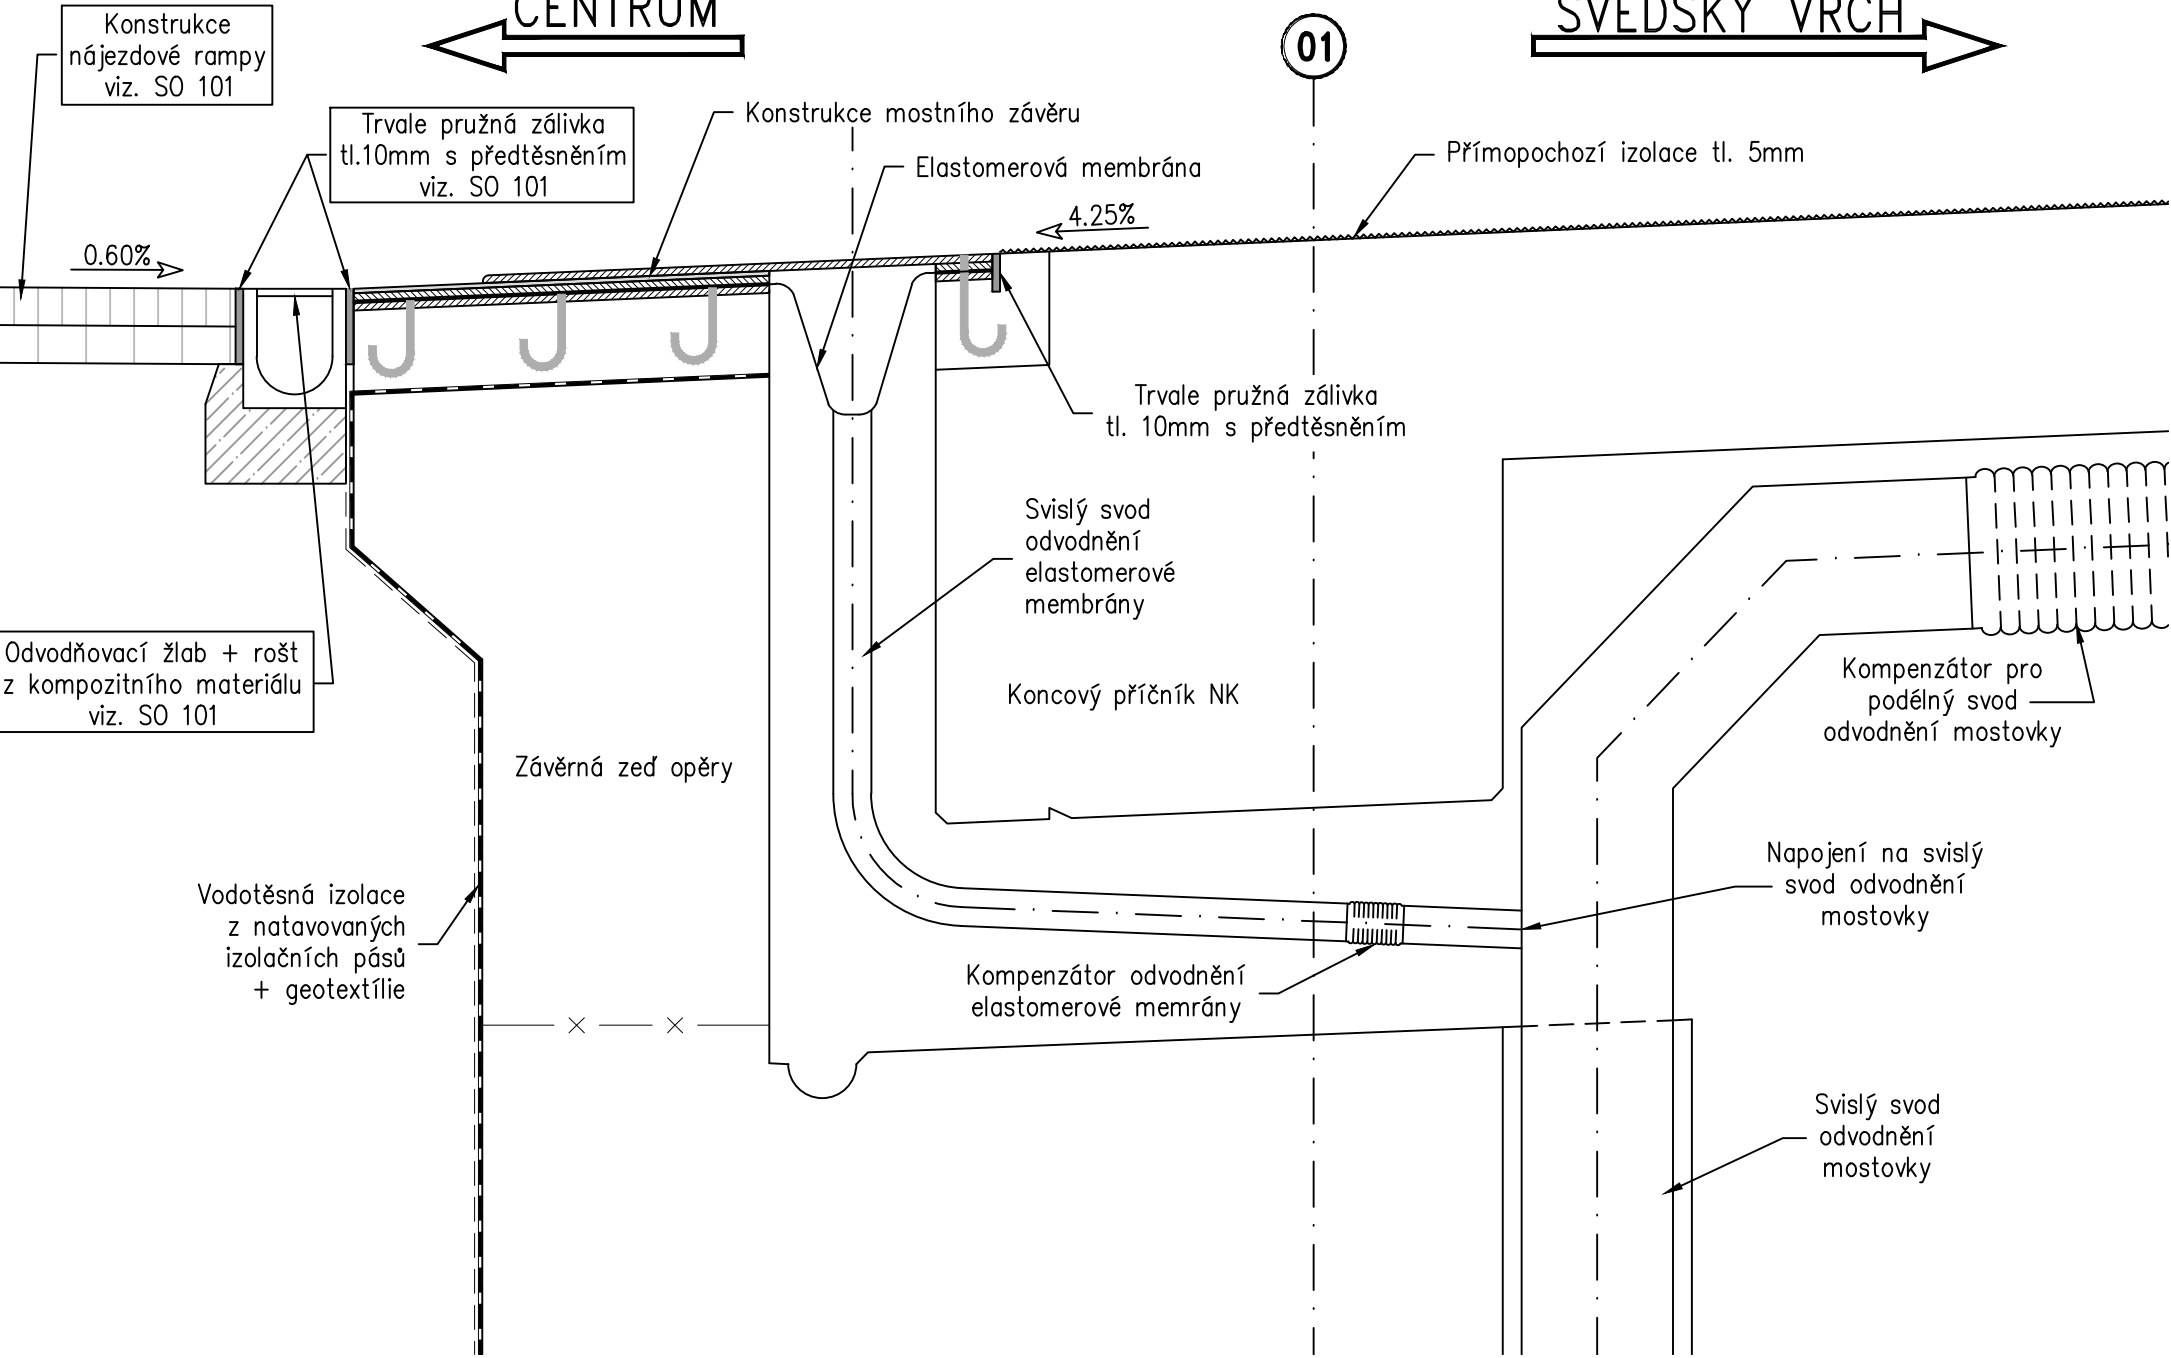 CENTRUM
ŠVÉDSKÝ VRCH
01
Konstrukce
nájezdové rampy
viz. SO 101
Trvale pružná zálivka
tl.10mm s předtěsněním
viz. SO 101
Konstrukce mostního závěru
Elastomerová membrána
Přímopochozí izolace tl. 5mm
4.25%
0.60%
Trvale pružná zálivka
tl. 10mm s předtěsněním
Svislý svod
odvodnění
elastomerové
membrány
Odvodňovací žlab + rošt
z kompozitního materiálu
viz. SO 101
Koncový příčník NK
Kompenzátor pro
podélný svod
odvodnění mostovky
Závěrná zeď opěry
Napojení na svislý
svod odvodnění
mostovky
Vodotěsná izolace
z natavovaných
izolačních pásů
+ geotextílie
Kompenzátor odvodnění
elastomerové memrány
Svislý svod
odvodnění
mostovky